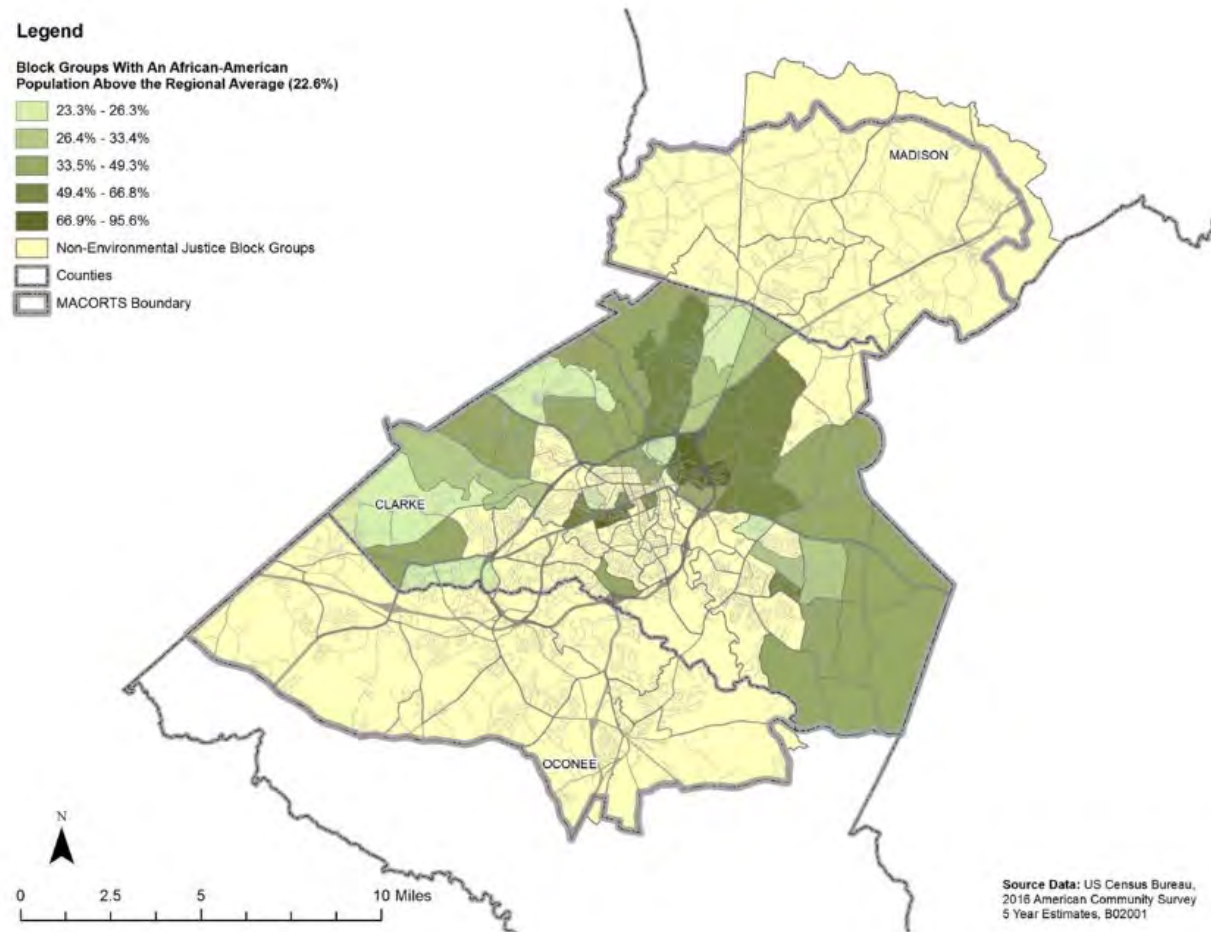 Legend
Block Groups With An African-American
Population Above the Regional Average (22.6%)
23.3% - 26.3%
26.4% - 33.4%
33.5% - 49.3%
49.4% - 66.8%
66.9% - 95.6%
Non-Environmental Justice Block Groups
Counties
MACORTS Boundary
MADISON
CLARKE
OCONEE
N
0 2.5 5 10 Miles
Source Data: US Census Bureau,
2016 American Community Survey
5 Year Estimates, B02001